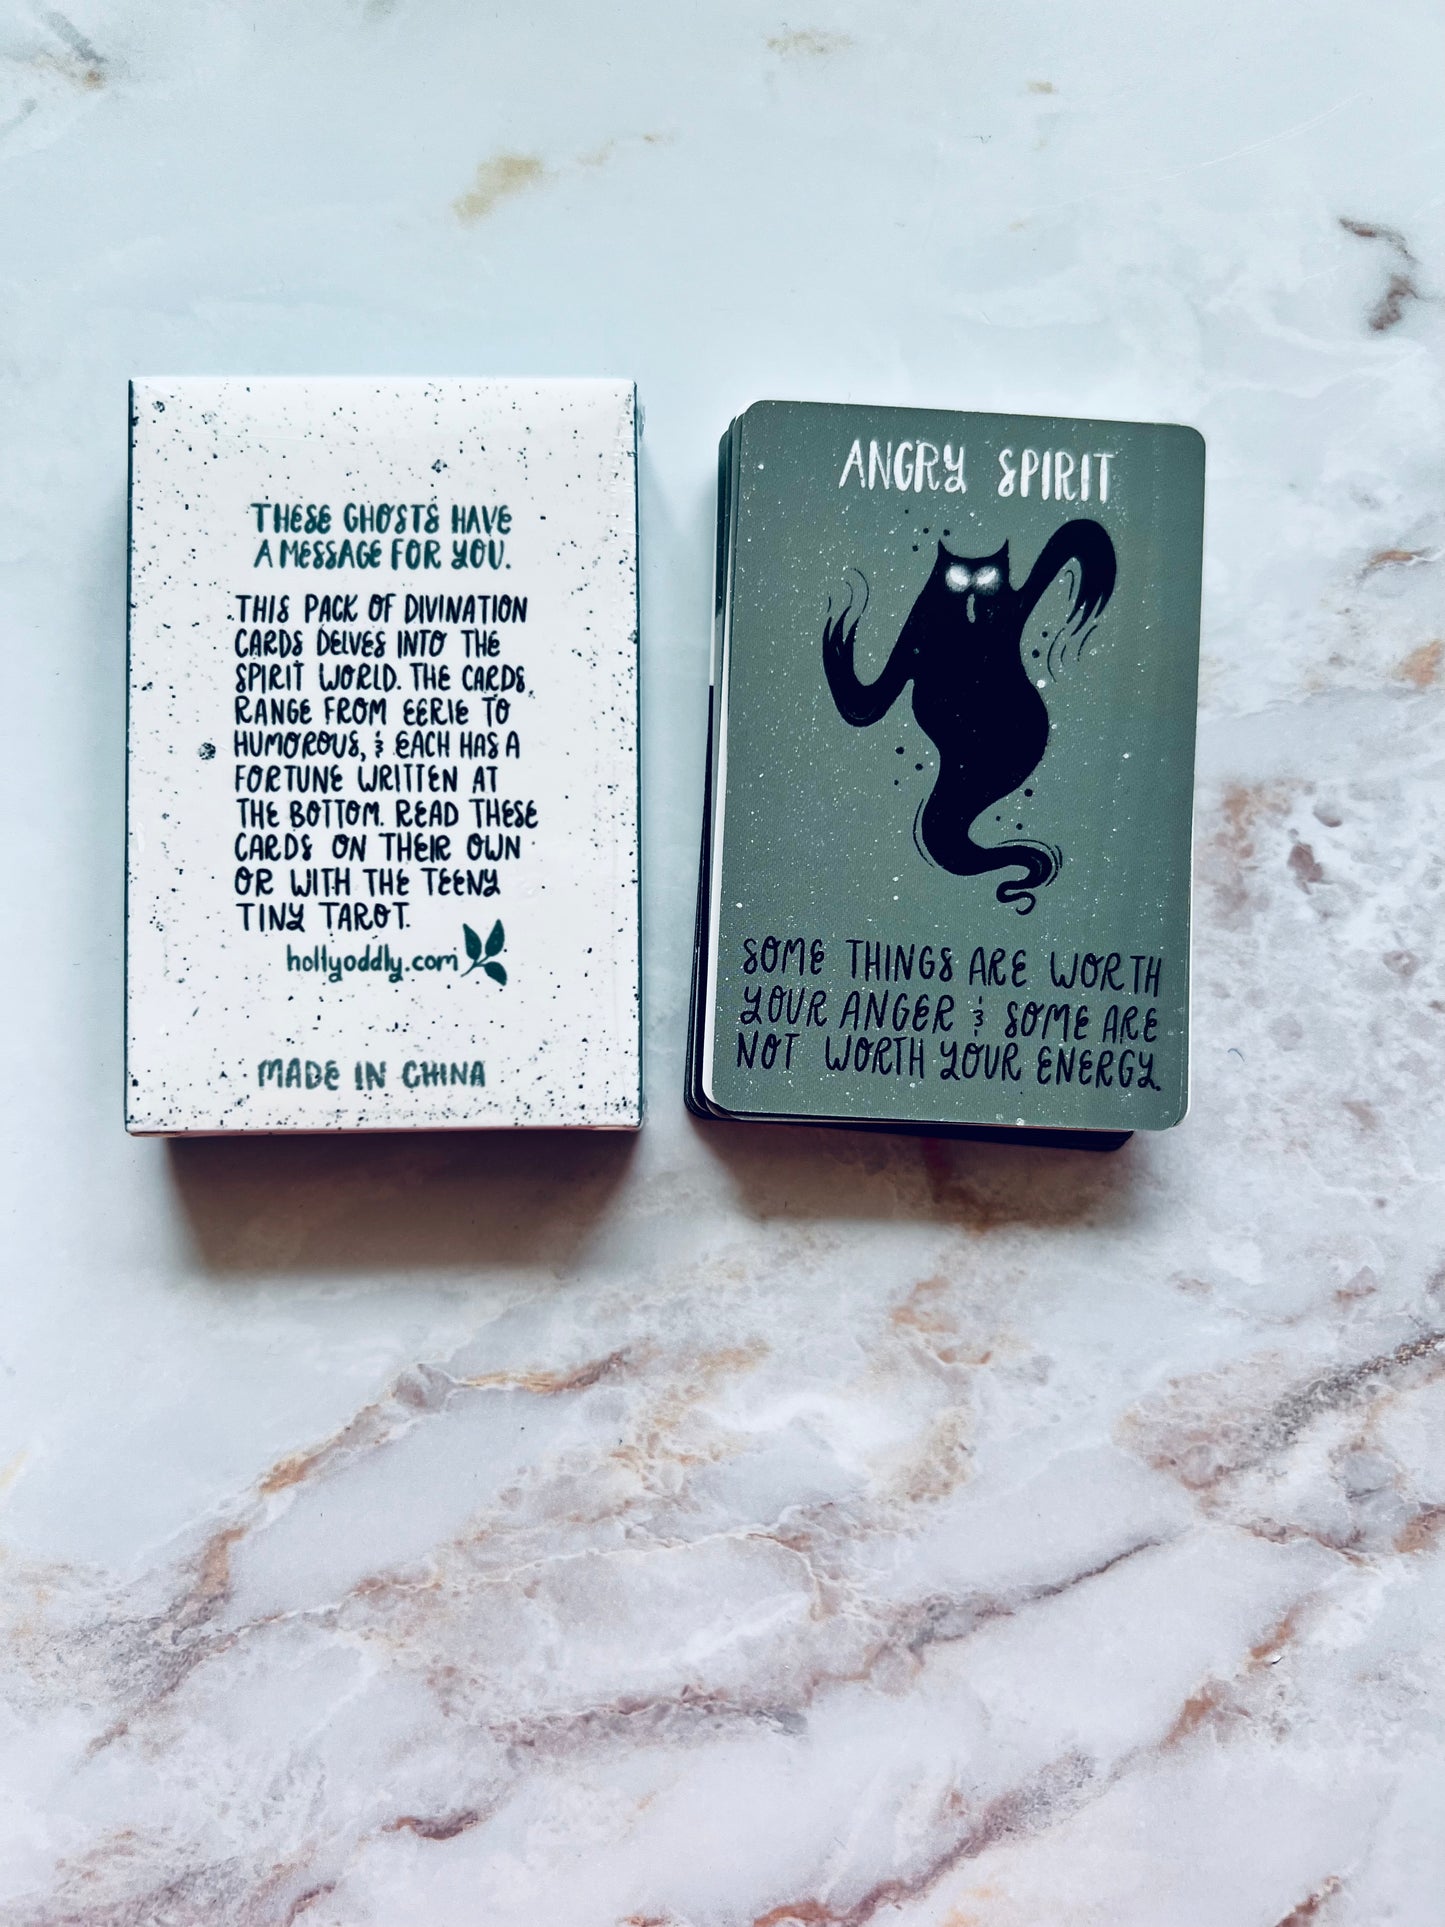 THESE GHOSTS HAVE
A MESSAGE FOR YOU.
THIS PACK OF DIVINATION
CARDS DELVES INTO THE
SPIRIT WORLD. THE CARDS
RANGE FROM EERIE TO
HUMOROUS, & EACH HAS A
FORTUNE WRITTEN AT
THE BOTTOM. READ THESE
CARDS ON THEIR OWN
OR WITH THE TEENY
TINY TAROT.
hollyoddly.com
MADE IN CHINA
ANGRY SPIRIT
SOME THINGS ARE WORTH
YOUR ANGER & SOME ARE
NOT WORTH YOUR ENERGY.